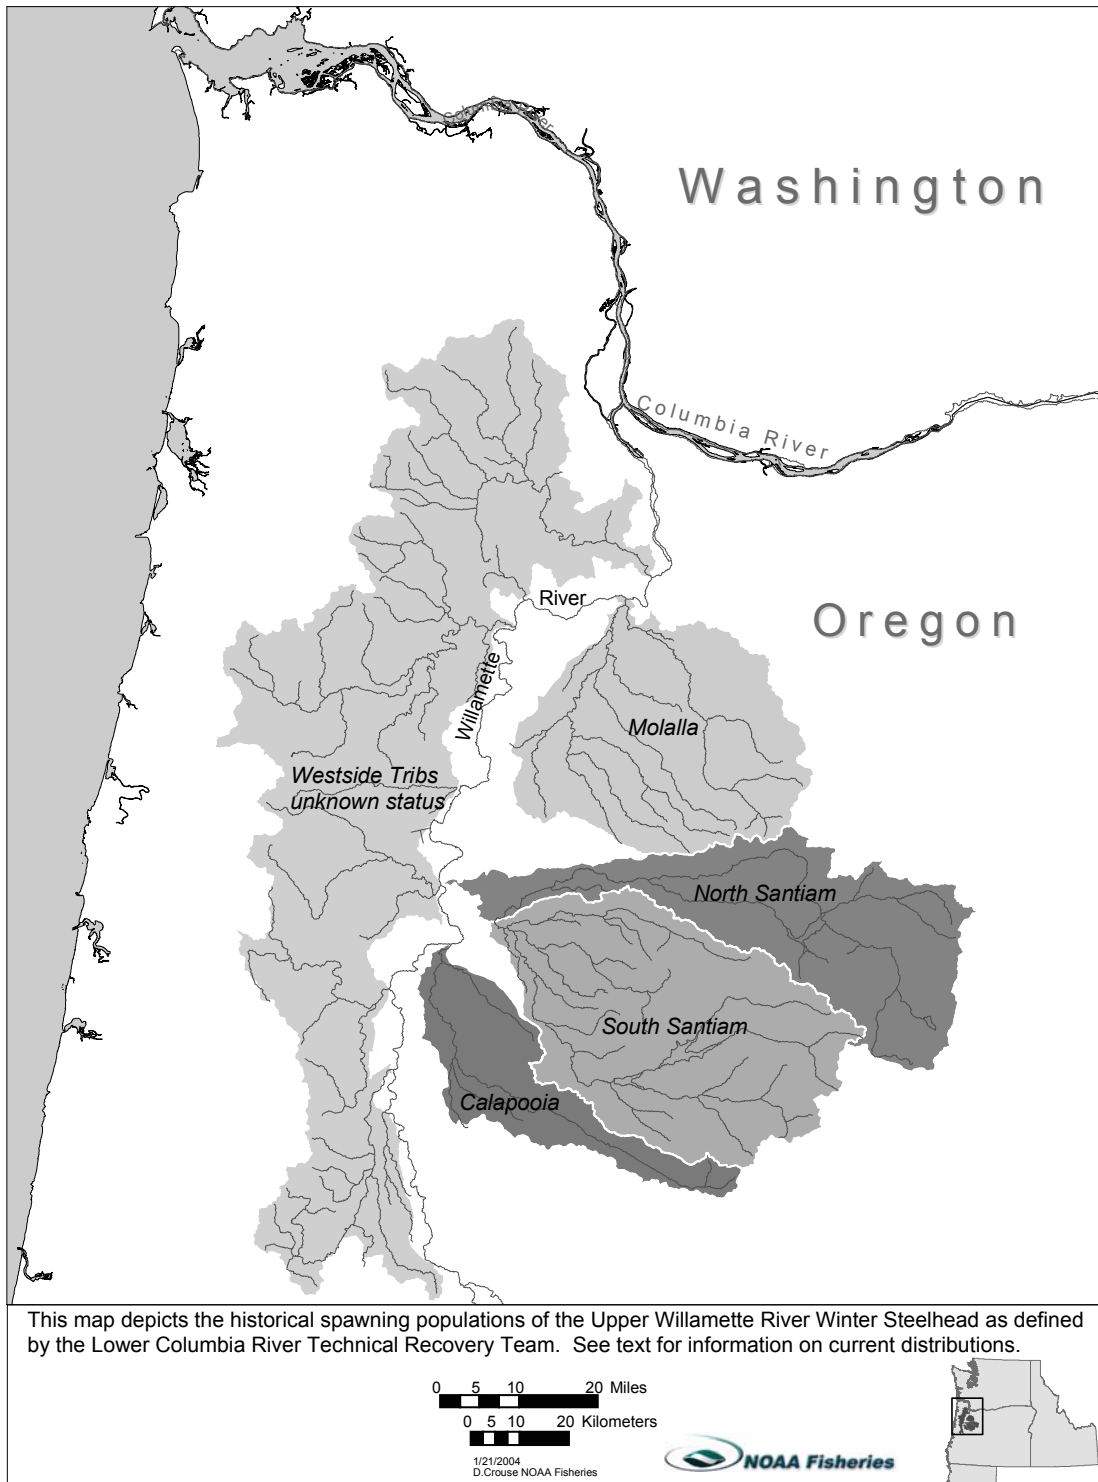 Columbia River
Washington
Columbia River
Oregon
River
Willamette
Molalla
Westside Tribs
unknown status
North Santiam
South Santiam
Calapooia
This map depicts the historical spawning populations of the Upper Willamette River Winter Steelhead as defined
by the Lower Columbia River Technical Recovery Team.  See text for information on current distributions.
0 5 10 20 Miles
0 5 10 20 Kilometers
1/21/2004
D.Crouse NOAA Fisheries
NOAA Fisheries